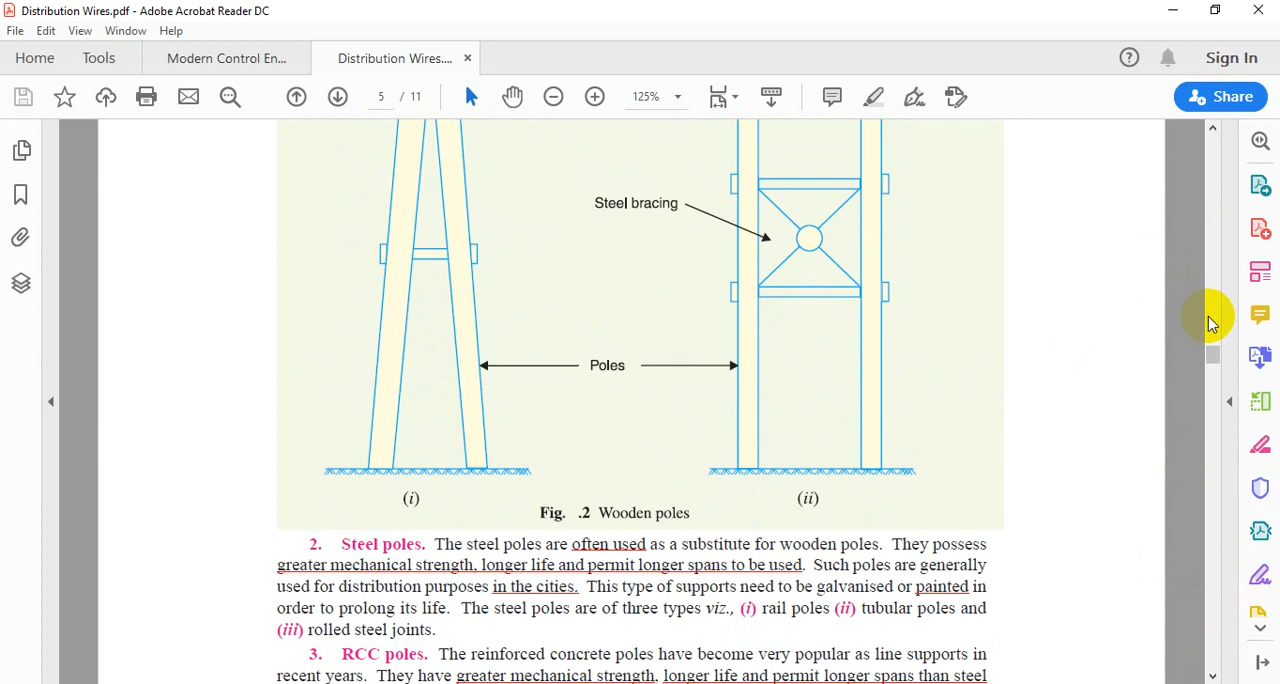 Distribution Wires.pdf - Adobe Acrobat Reader DC
File Edit View Window Help
Home Tools Modern Control En... Distribution Wires.... × Sign In
5 / 11 125% Share
Steel bracing
Poles
(i) (ii)
Fig. .2 Wooden poles
2. Steel poles. The steel poles are often used as a substitute for wooden poles. They possess
greater mechanical strength, longer life and permit longer spans to be used. Such poles are generally
used for distribution purposes in the cities. This type of supports need to be galvanised or painted in
order to prolong its life. The steel poles are of three types viz., (i) rail poles (ii) tubular poles and
(iii) rolled steel joints.
3. RCC poles. The reinforced concrete poles have become very popular as line supports in
recent years. They have greater mechanical strength, longer life and permit longer spans than steel